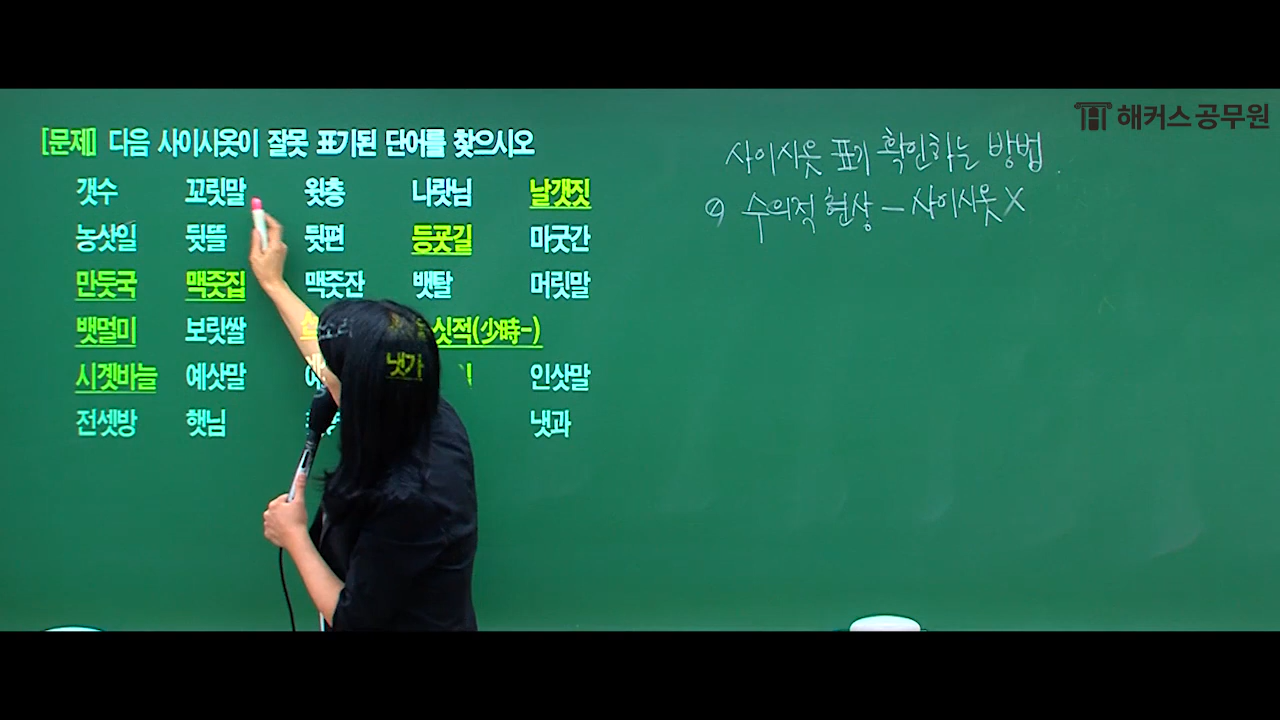 해커스공무원
[문제] 다음 사이시옷이 잘못 표기된 단어를 찾으시오
갯수 꼬릿말 윗층 나랏님 날갯짓
농삿일 뒷뜰 뒷편 등굣길 마굿간
만둣국 맥줏집 맥줏잔 뱃탈 머릿말
뱃멀미 보릿쌀 싯적(少時-)
시곗바늘 예삿말 냇가 인삿말
전셋방 햇님 냇과
사이시옷 표기 확인하는 방법.
수의적 현상 - 사이시옷 X